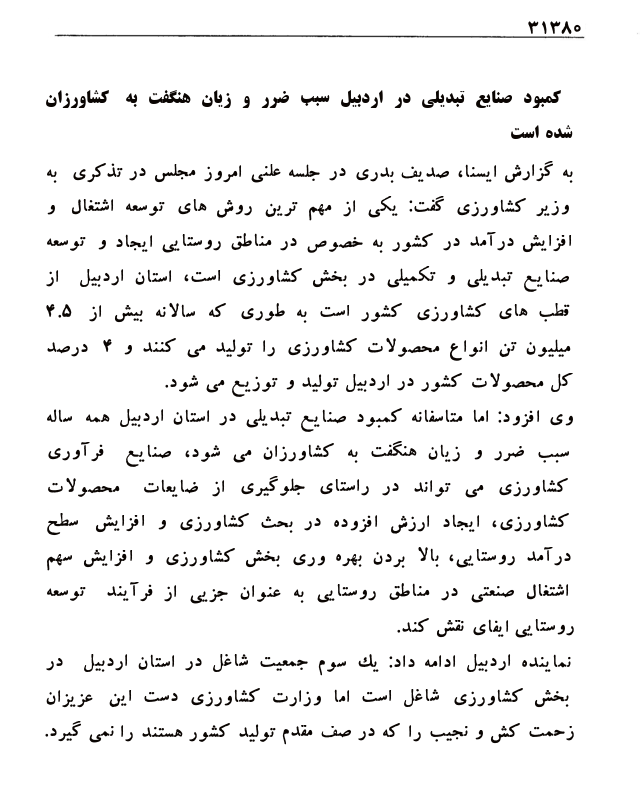 ۳۱۳۸۰
کمبود صنایع تبدیلی در اردبیل سبب ضرر و زیان هنگفت به کشاورزان
شده است
به گزارش ایسنا، صدیف بدری در جلسه علنی امروز مجلس در تذکری به
وزیر کشاورزی گفت: یکی از مهم ترین روش های توسعه اشتغال و
افزایش درآمد در کشور به خصوص در مناطق روستایی ایجاد و توسعه
صنایع تبدیلی و تکمیلی در بخش کشاورزی است، استان اردبیل از
قطب های کشاورزی کشور است به طوری که سالانه بیش از ۴.۵
میلیون تن انواع محصولات کشاورزی را تولید می کنند و ۴ درصد
کل محصولات کشور در اردبیل تولید و توزیع می شود.
وی افزود: اما متاسفانه کمبود صنایع تبدیلی در استان اردبیل همه ساله
سبب ضرر و زیان هنگفت به کشاورزان می شود، صنایع فرآوری
کشاورزی می تواند در راستای جلوگیری از ضایعات محصولات
کشاورزی، ایجاد ارزش افزوده در بحث کشاورزی و افزایش سطح
درآمد روستایی، بالا بردن بهره وری بخش کشاورزی و افزایش سهم
اشتغال صنعتی در مناطق روستایی به عنوان جزیی از فرآیند توسعه
روستایی ایفای نقش کند.
نماینده اردبیل ادامه داد: یك سوم جمعیت شاغل در استان اردبیل در
بخش کشاورزی شاغل است اما وزارت کشاورزی دست این عزیزان
زحمت کش و نجیب را که در صف مقدم تولید کشور هستند را نمی گیرد.